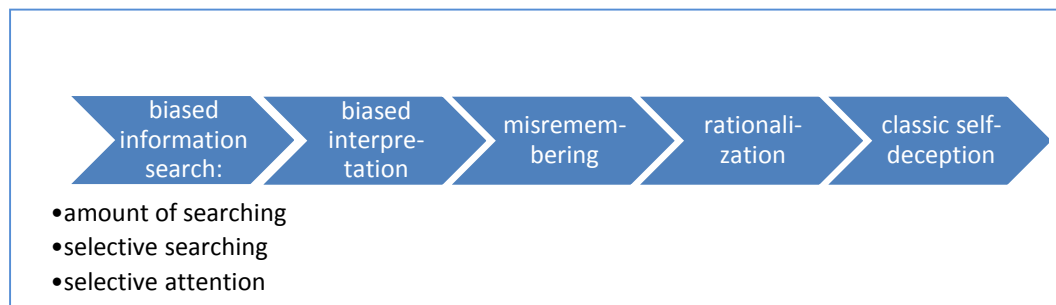 biased
information
search:
biased
interpre-
tation
misremem-
bering
rationali-
zation
classic self-
deception
•amount of searching
•selective searching
•selective attention